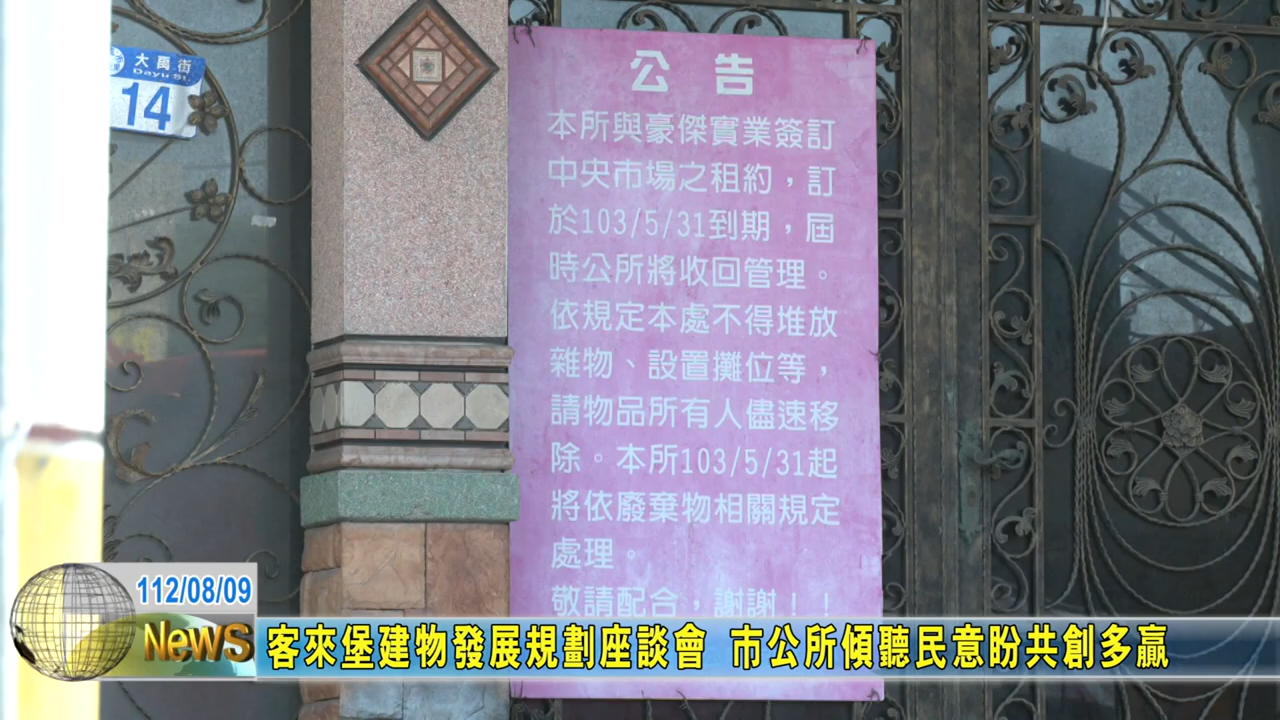 大禹街
Dayu St.
14
公告
本所與豪傑實業簽訂
中央市場之租約，訂
於103/5/31到期，屆
時公所將收回管理。
依規定本處不得堆放
雜物、設置攤位等，
請物品所有人儘速移
除。本所103/5/31起
將依廢棄物相關規定
處理。
敬請配合，謝謝！！
112/08/09
News
客來堡建物發展規劃座談會 市公所傾聽民意盼共創多贏